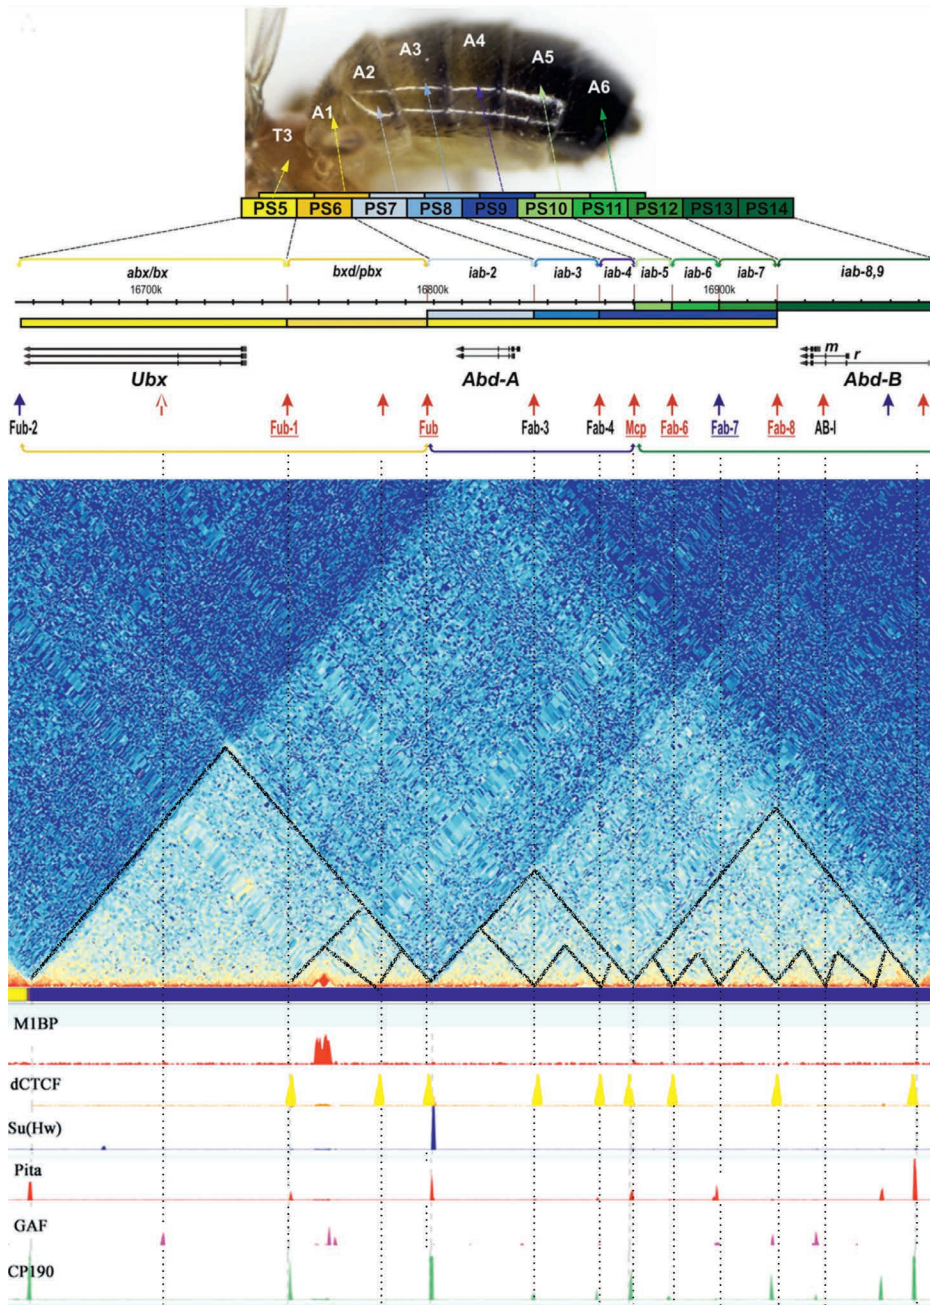 A1
A2
A3
A4
A5
A6
T3
PS5 PS6 PS7 PS8 PS9 PS10 PS11 PS12 PS13 PS14
abx/bx bxd/pbx iab-2 iab-3 iab-4 iab-5 iab-6 iab-7 iab-8,9
16700k 16800k 16900k
m
r
Ubx Abd-A Abd-B
Fub-2 Fub-1 Fub Fab-3 Fab-4 Mcp Fab-6 Fab-7 Fab-8 AB-I
M1BP
dCTCF
Su(Hw)
Pita
GAF
CP190